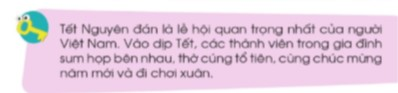 Tết Nguyên đán là lễ hội quan trọng nhất của người
Việt Nam. Vào dịp Tết, các thành viên trong gia đình
sum họp bên nhau, thờ cúng tổ tiên, cùng chúc mừng
năm mới và đi chơi xuân.